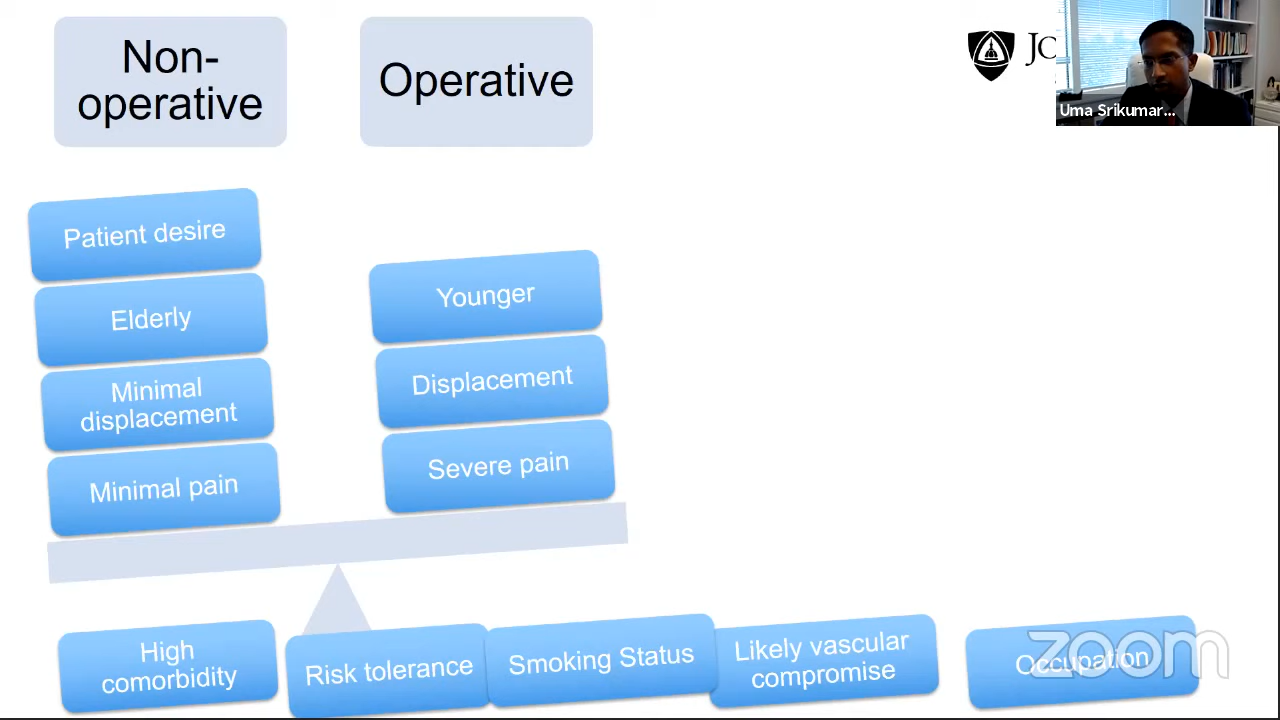 Non-
operative
Operative
JO
Uma Srikumar...
Patient desire
Elderly
Minimal
displacement
Minimal pain
Younger
Displacement
Severe pain
High
comorbidity
Risk tolerance
Smoking Status
Likely vascular
compromise
Occupation
zoom